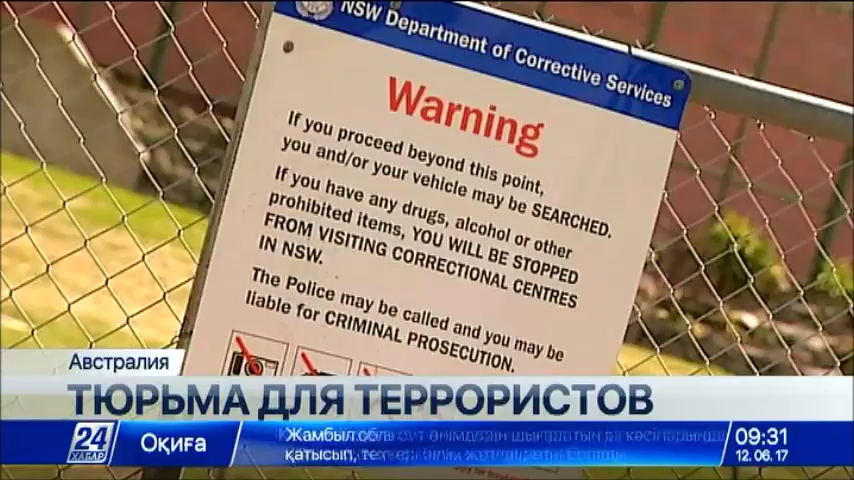 NSW Department of Corrective Services
Warning
If you proceed beyond this point,
you and/or your vehicle may be SEARCHED.
If you have any drugs, alcohol or other
prohibited items, YOU WILL BE STOPPED
FROM VISITING CORRECTIONAL CENTRES
IN NSW.
The Police may be called and you may be
liable for CRIMINAL PROSECUTION.
Австралия
ТЮРЬМА ДЛЯ ТЕРРОРИСТОВ
24
ХАБАР
Оқиға
Жамбыл
қатысып,
09:31
12.06.17